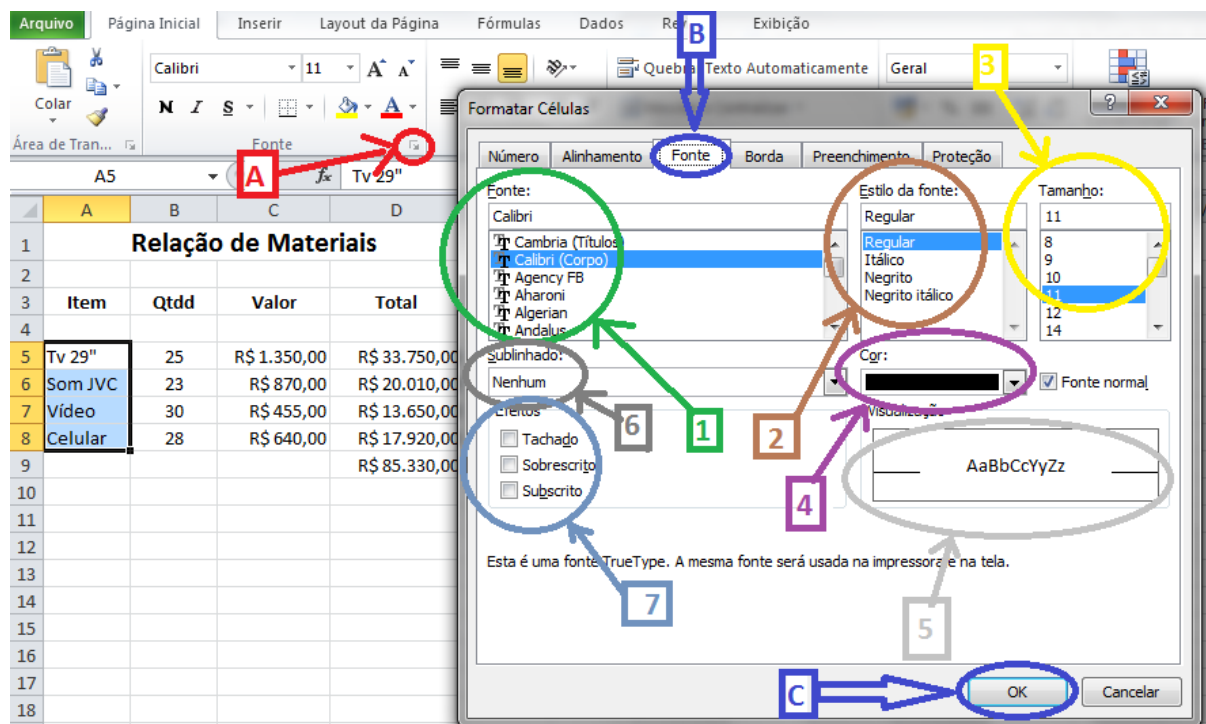 Arquivo Página Inicial Inserir Layout da Página Fórmulas Dados Rev Exibição
B
Calibri 11 A A Quebra Texto Automaticamente Geral 3
Colar N I S A
Área de Tran... Fonte
A
A5 fx Tv 29"
A B C D
1 Relação de Materiais
2
3 Item Qtdd Valor Total
4
5 Tv 29" 25 R$ 1.350,00 R$ 33.750,00
6 Som JVC 23 R$ 870,00 R$ 20.010,00
7 Vídeo 30 R$ 455,00 R$ 13.650,00
8 Celular 28 R$ 640,00 R$ 17.920,00
9 R$ 85.330,00
10
11
12
13
14
15
16
17
18
Formatar Células
Número Alinhamento Fonte Borda Preenchimento Proteção
Fonte:
Calibri
Cambria (Títulos)
Calibri (Corpo)
Agency FB
Aharoni
Algerian
Andalus
Estilo da fonte:
Regular
Regular
Itálico
Negrito
Negrito itálico
Tamanho:
11
8
9
10
11
12
14
Sublinhado:
Nenhum
Cor:
Fonte normal
6
1
2
Efeitos
Tachado
Sobrescrito
Subscrito
Visualização
AaBbCcYyZz
4
Esta é uma fonte TrueType. A mesma fonte será usada na impressora e na tela.
7
5
C
OK Cancelar